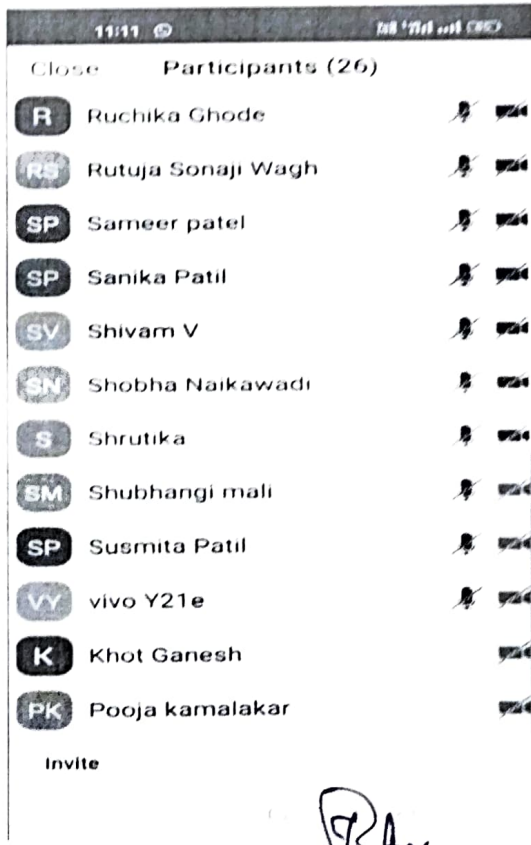 11:11
Close Participants (26)
R Ruchika Ghode
RS Rutuja Sonaji Wagh
SP Sameer patel
SP Sanika Patil
SV Shivam V
SN Shobha Naikawadi
S Shrutika
SM Shubhangi mali
SP Susmita Patil
VY vivo Y21e
K Khot Ganesh
PK Pooja kamalakar
Invite